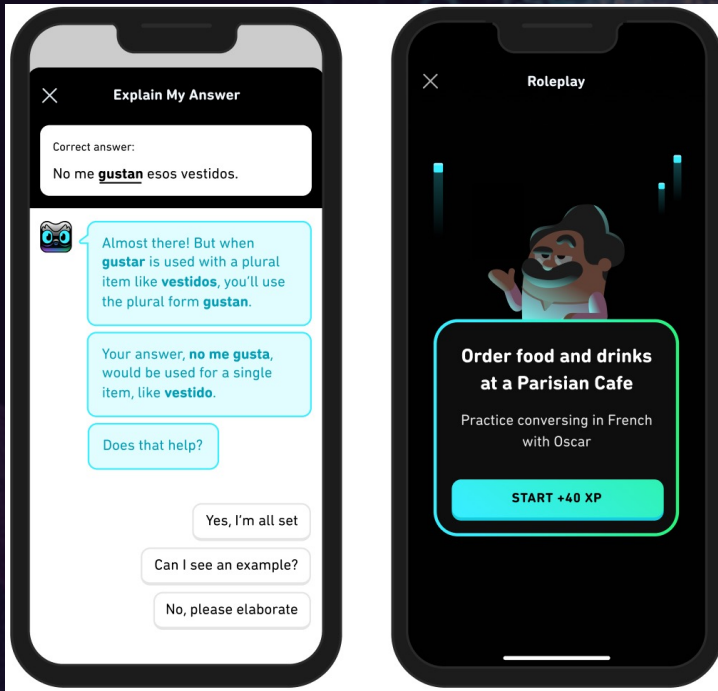 Explain My Answer
Correct answer:
No me gustan esos vestidos.
Almost there! But when
gustar is used with a plural
item like vestidos, you’ll use
the plural form gustan.
Your answer, no me gusta,
would be used for a single
item, like vestido.
Does that help?
Yes, I’m all set
Can I see an example?
No, please elaborate
Roleplay
Order food and drinks
at a Parisian Cafe
Practice conversing in French
with Oscar
START +40 XP